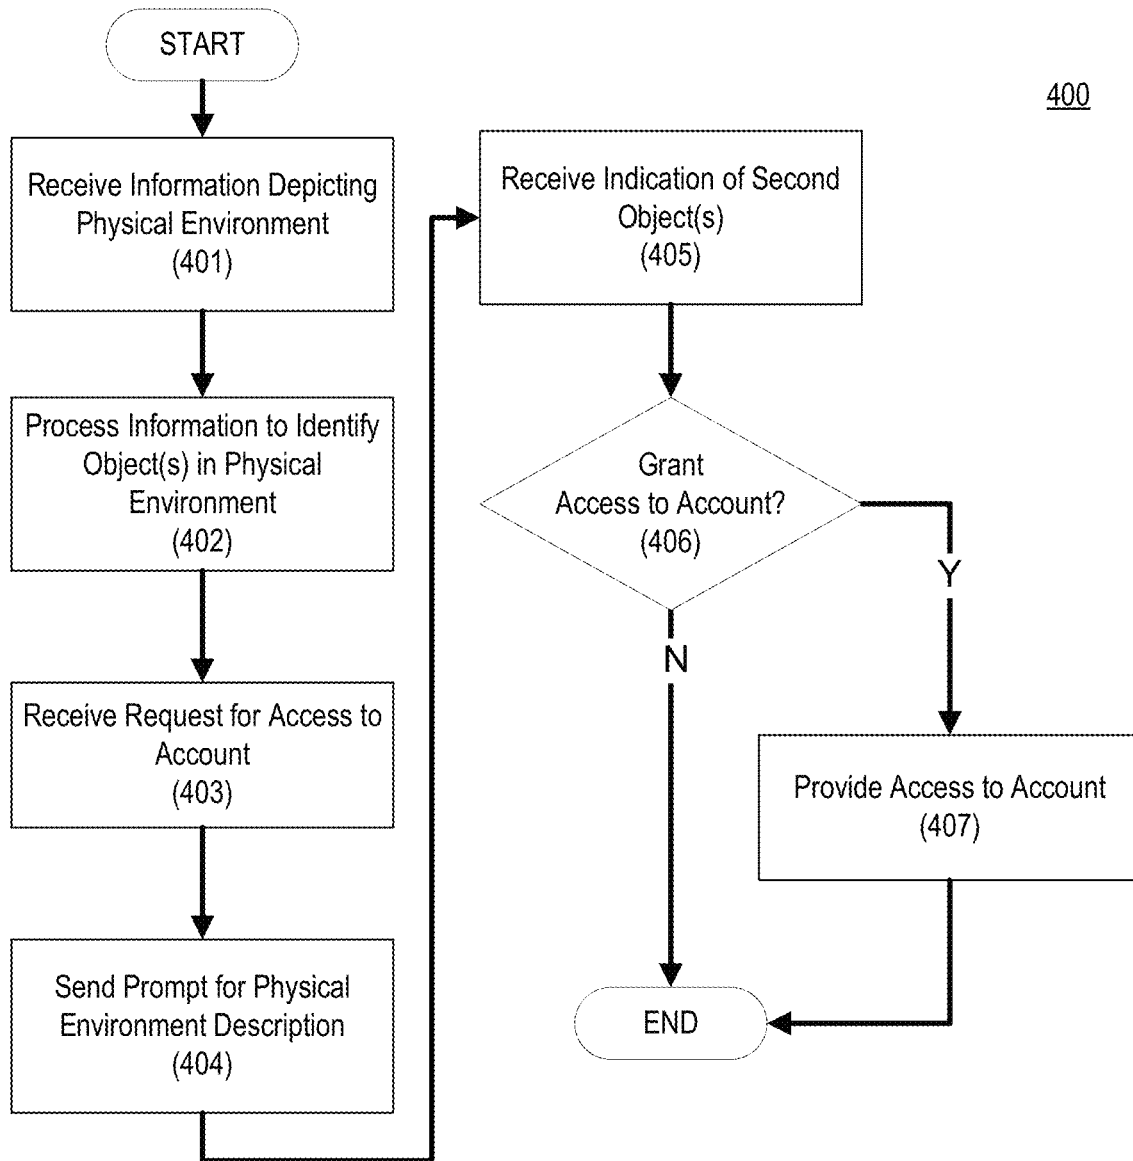 START
400
Receive Information Depicting
Physical Environment
(401)
Process Information to Identify
Object(s) in Physical
Environment
(402)
Receive Request for Access to
Account
(403)
Send Prompt for Physical
Environment Description
(404)
Receive Indication of Second
Object(s)
(405)
Grant
Access to Account?
(406)
Y
N
Provide Access to Account
(407)
END